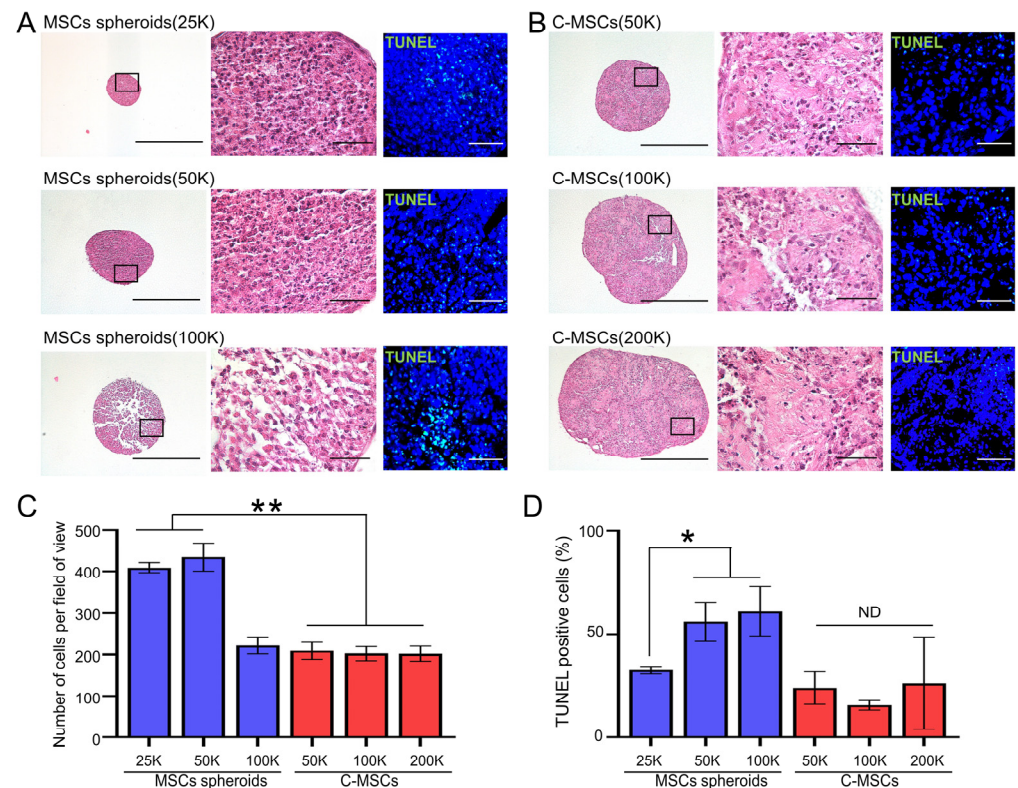 A
MSCs spheroids(25K)
TUNEL
MSCs spheroids(50K)
TUNEL
MSCs spheroids(100K)
TUNEL
B
C-MSCs(50K)
TUNEL
C-MSCs(100K)
TUNEL
C-MSCs(200K)
TUNEL
C
**
Number of cells per field of view
500
400
300
200
100
0
25K 50K 100K 50K 100K 200K
MSCs spheroids C-MSCs
D
*
ND
TUNEL positive cells (%)
100
50
0
25K 50K 100K 50K 100K 200K
MSCs spheroids C-MSCs